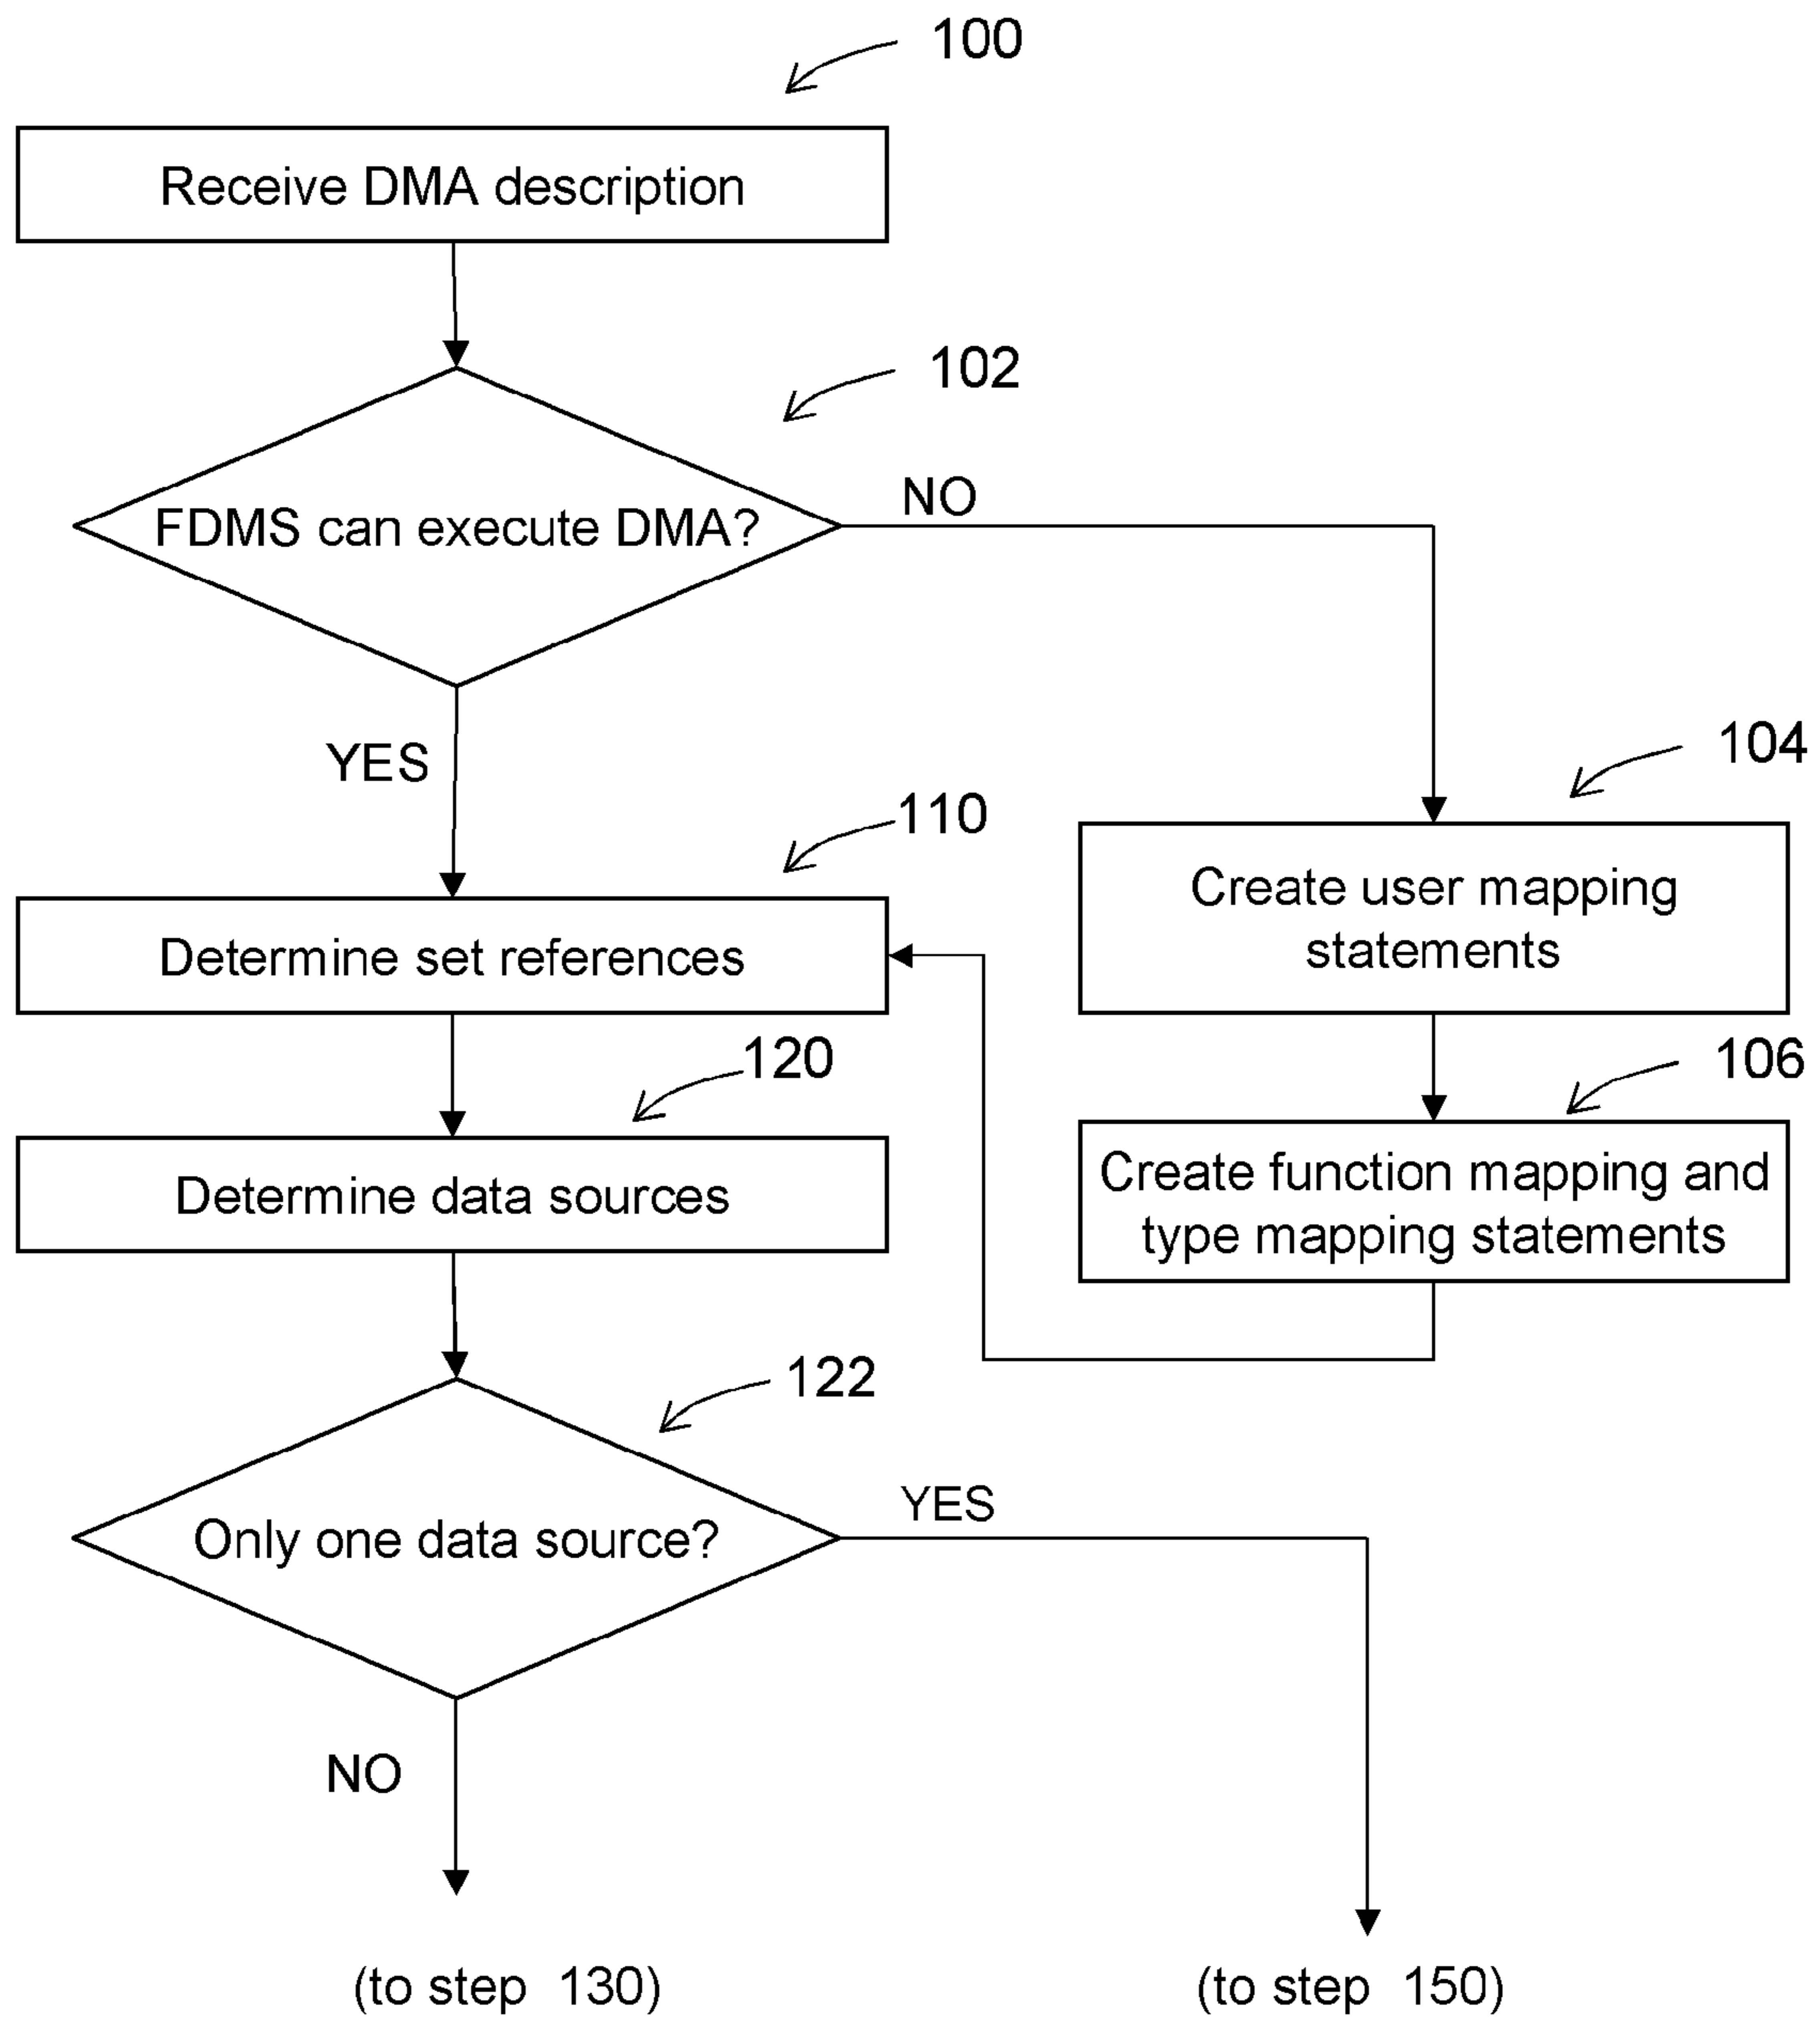 100
Receive DMA description
102
FDMS can execute DMA?
NO
YES
104
110
Create user mapping
statements
Determine set references
120
106
Create function mapping and
type mapping statements
Determine data sources
122
YES
Only one data source?
NO
(to step 130)
(to step 150)